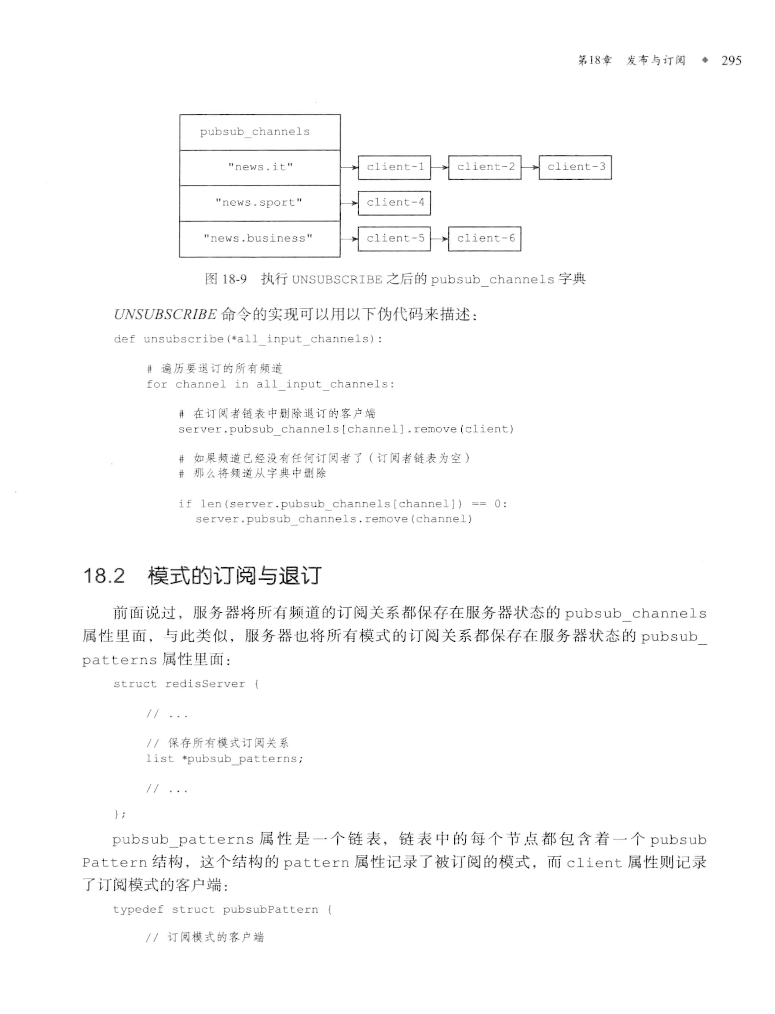 第18章 发布与订阅 ◆ 295
pubsub_channels
"news.it" client-1 client-2 client-3
"news.sport" client-4
"news.business" client-5 client-6
图 18-9 执行 UNSUBSCRIBE 之后的 pubsub_channels 字典
UNSUBSCRIBE 命令的实现可以用以下伪代码来描述：
def unsubscribe(*all_input_channels):
# 遍历要退订的所有频道
for channel in all_input_channels:
# 在订阅者链表中删除退订的客户端
server.pubsub_channels[channel].remove(client)
# 如果频道已经没有任何订阅者了（订阅者链表为空）
# 那么将频道从字典中删除
if len(server.pubsub_channels[channel]) == 0:
server.pubsub_channels.remove(channel)
18.2 模式的订阅与退订
前面说过，服务器将所有频道的订阅关系都保存在服务器状态的 pubsub_channels
属性里面，与此类似，服务器也将所有模式的订阅关系都保存在服务器状态的 pubsub_
patterns 属性里面：
struct redisServer {
// ...
// 保存所有模式订阅关系
list *pubsub_patterns;
// ...
};
pubsub_patterns 属性是一个链表，链表中的每个节点都包含着一个 pubsub
Pattern 结构，这个结构的 pattern 属性记录了被订阅的模式，而 client 属性则记录
了订阅模式的客户端：
typedef struct pubsubPattern {
// 订阅模式的客户端